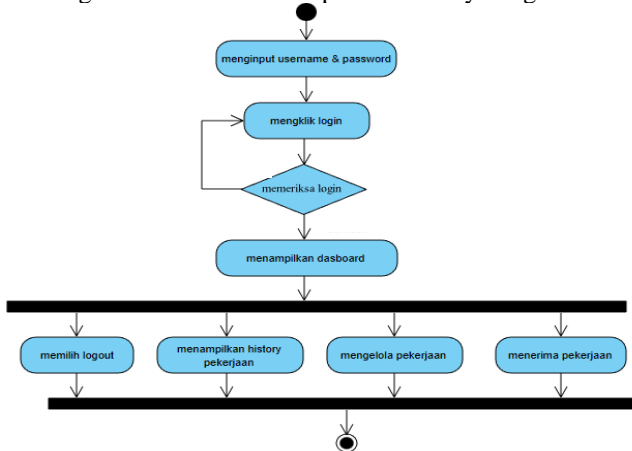 menginput username & password
mengklik login
memeriksa login
menampilkan dasboard
memilih logout
menampilkan history
pekerjaan
mengelola pekerjaan
menerima pekerjaan